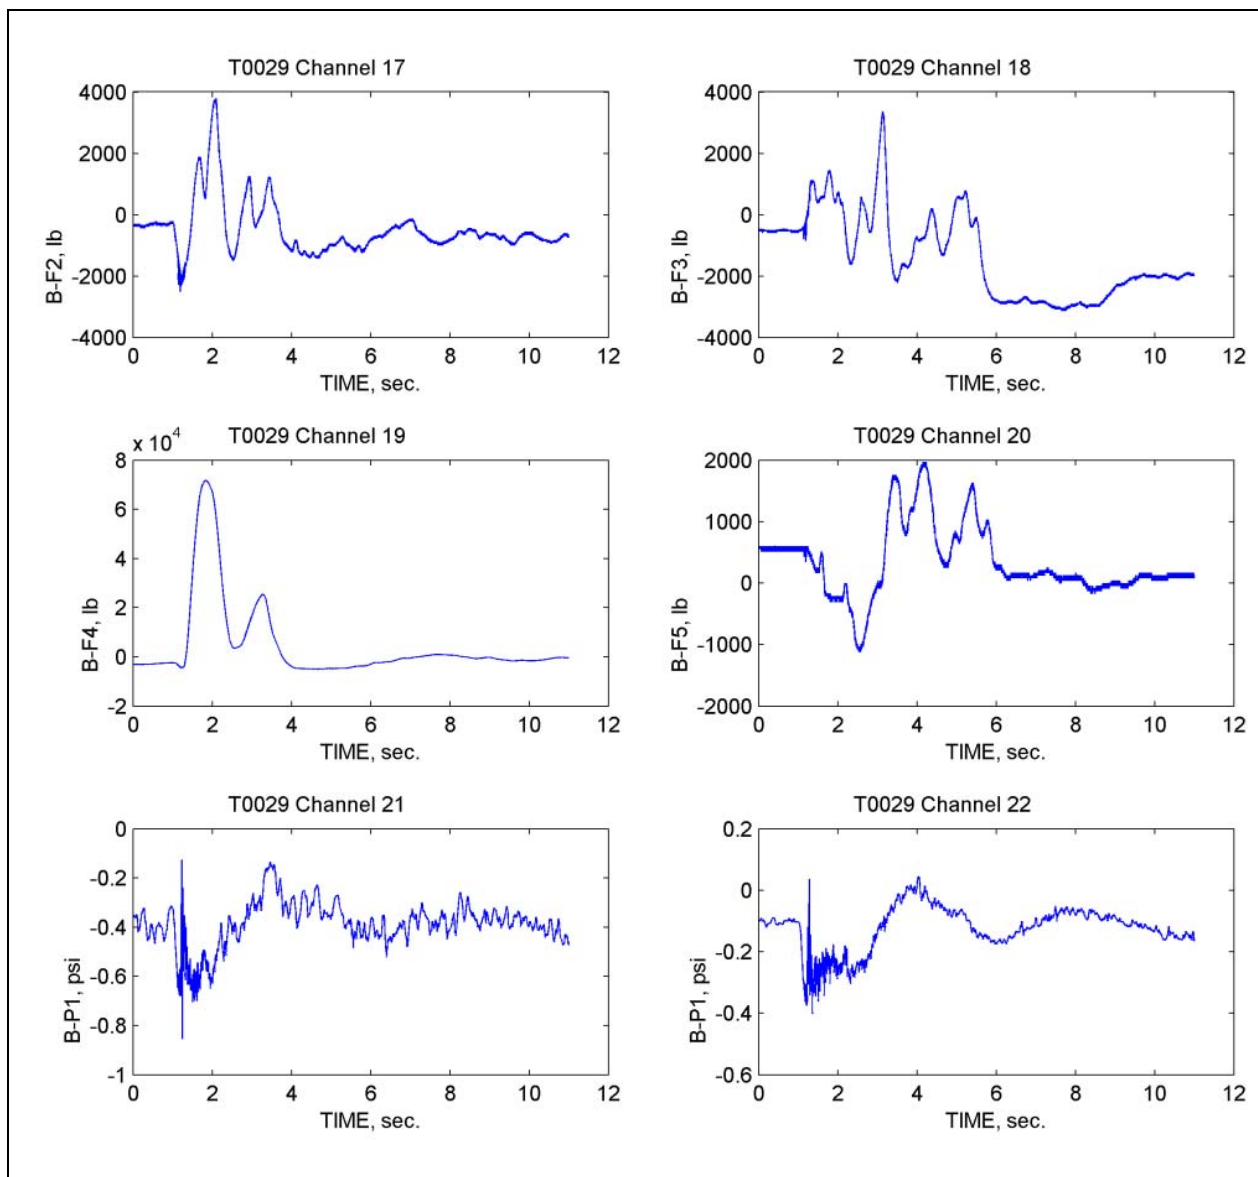 T0029 Channel 17
4000
2000
0
-2000
-4000
B-F2, lb
0 2 4 6 8 10 12
TIME, sec.
T0029 Channel 18
4000
2000
0
-2000
-4000
B-F3, lb
0 2 4 6 8 10 12
TIME, sec.
T0029 Channel 19
x 10^4
8
6
4
2
0
-2
B-F4, lb
0 2 4 6 8 10 12
TIME, sec.
T0029 Channel 20
2000
1000
0
-1000
-2000
B-F5, lb
0 2 4 6 8 10 12
TIME, sec.
T0029 Channel 21
0
-0.2
-0.4
-0.6
-0.8
-1
B-P1, psi
0 2 4 6 8 10 12
TIME, sec.
T0029 Channel 22
0.2
0
-0.2
-0.4
-0.6
B-P1, psi
0 2 4 6 8 10 12
TIME, sec.